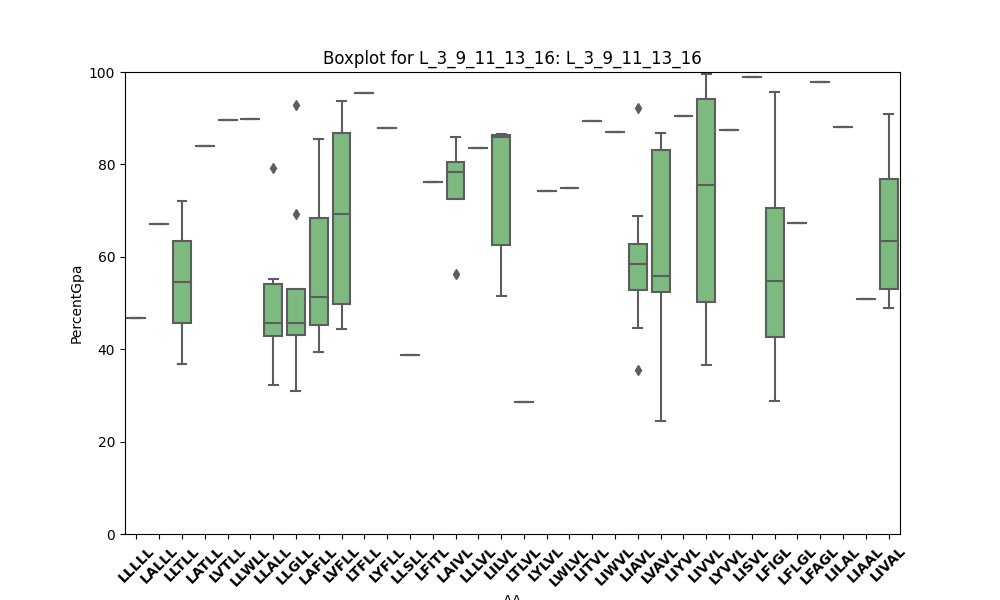 Boxplot for L_3_9_11_13_16: L_3_9_11_13_16
PercentGpa
100
80
60
40
20
0
LLLLL
LALLL
LLTLL
LATLL
LVTLL
LLWLL
LLALL
LLGLL
LAFLL
LVFLL
LTFLL
LYFLL
LLSLL
LFITL
LAIVL
LLLVL
LILVL
LTLVL
LYLVL
LWLVL
LITVL
LIWVL
LIAVL
LVAVL
LIYVL
LIVVL
LYVVL
LISVL
LFIGL
LFLGL
LFAGL
LILAL
LIAAL
LIVAL
AA